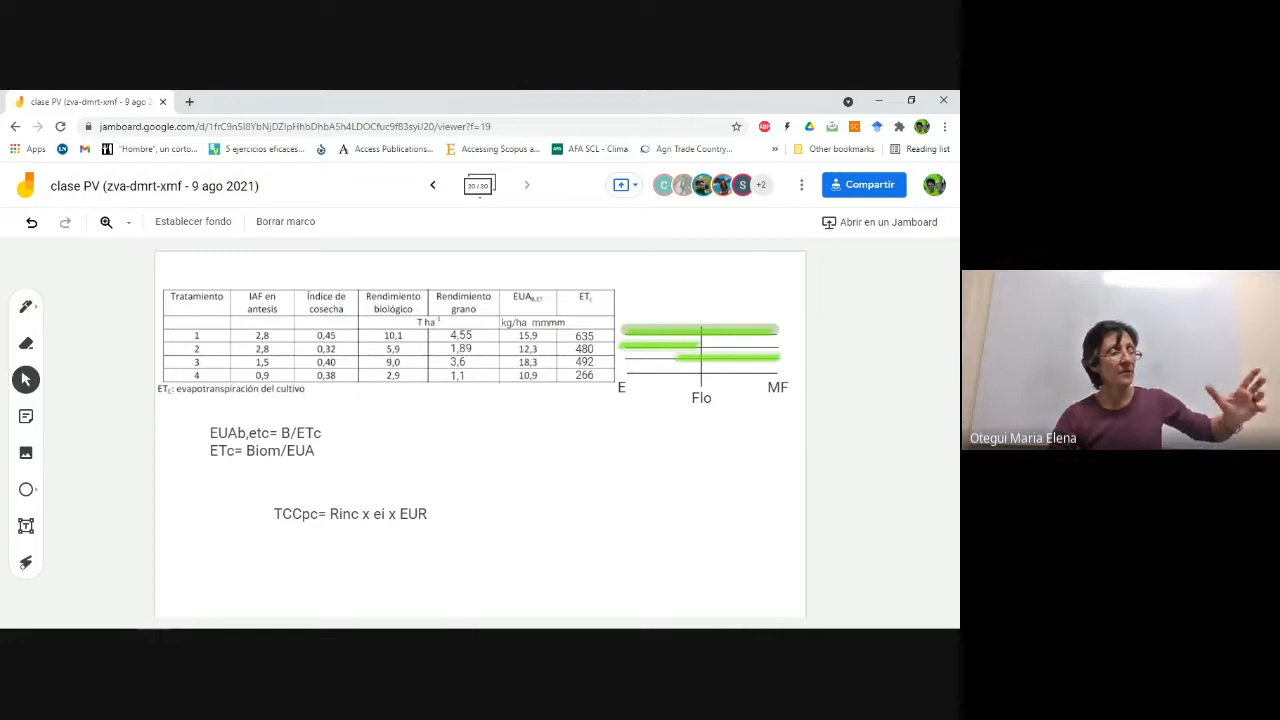 clase PV (zva-dmrt-xmf - 9 ago 2
jamboard.google.com/d/1frC9nSl8YbNjDZIpHhbDhbA5h4LDOCfuc9f83syiJ20/viewer?f=19
Apps "Hombre", un corto... 5 ejercicios eficaces... Access Publications... Accessing Scopus a... AFA SCL - Clima Agri Trade Country... » Other bookmarks Reading list
clase PV (zva-dmrt-xmf - 9 ago 2021) 20 / 20 C S +2 Compartir
Establecer fondo Borrar marco Abrir en un Jamboard
Tratamiento IAF en antesis Índice de cosecha Rendimiento biológico Rendimiento grano EUA_B,ET ET_c
T ha⁻¹ kg/ha mmmm
1 2,8 0,45 10,1 4,55 15,9 635
2 2,8 0,32 5,9 1,89 12,3 480
3 1,5 0,40 9,0 3,6 18,3 492
4 0,9 0,38 2,9 1,1 10,9 266
ET_C: evapotranspiración del cultivo
E Flo MF
EUAb,etc= B/ETc
ETc= Biom/EUA
TCCpc= Rinc x ei x EUR
Otegui Maria Elena